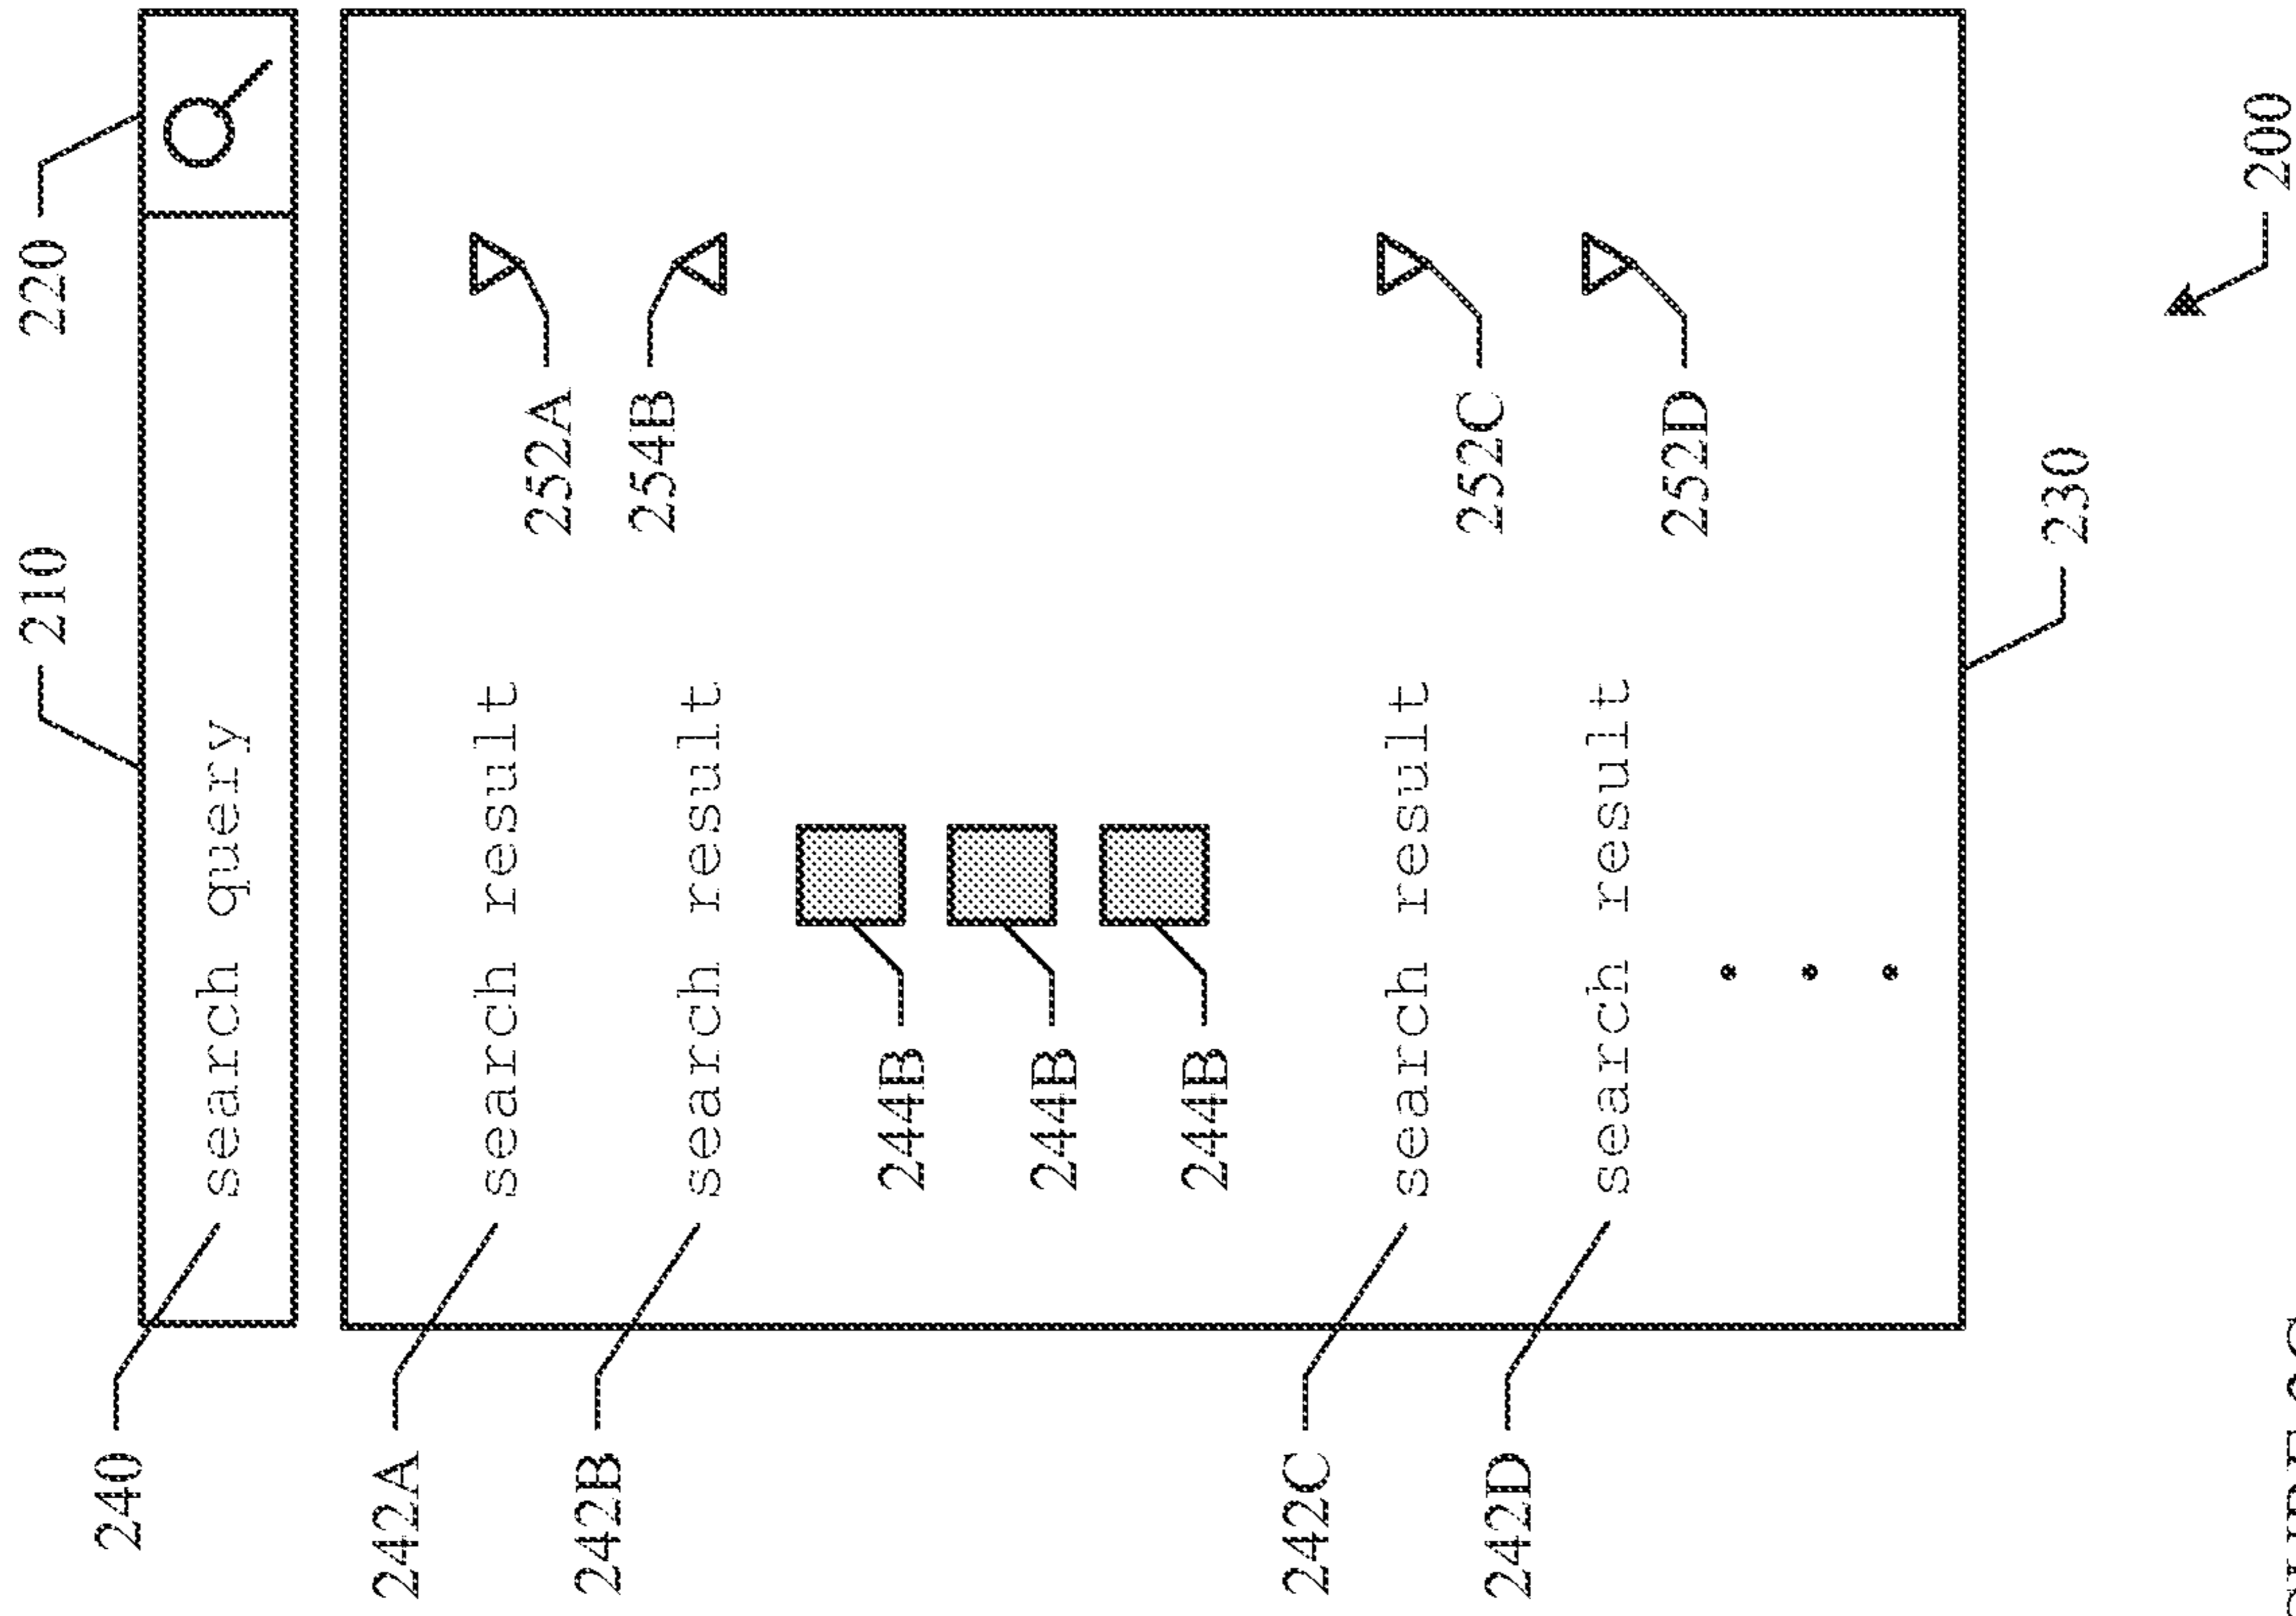 210 220
240 search query
242A search result 252A
242B search result 254B
244B
244B
244B
242C search result 252C
242D search result 252D
230
200